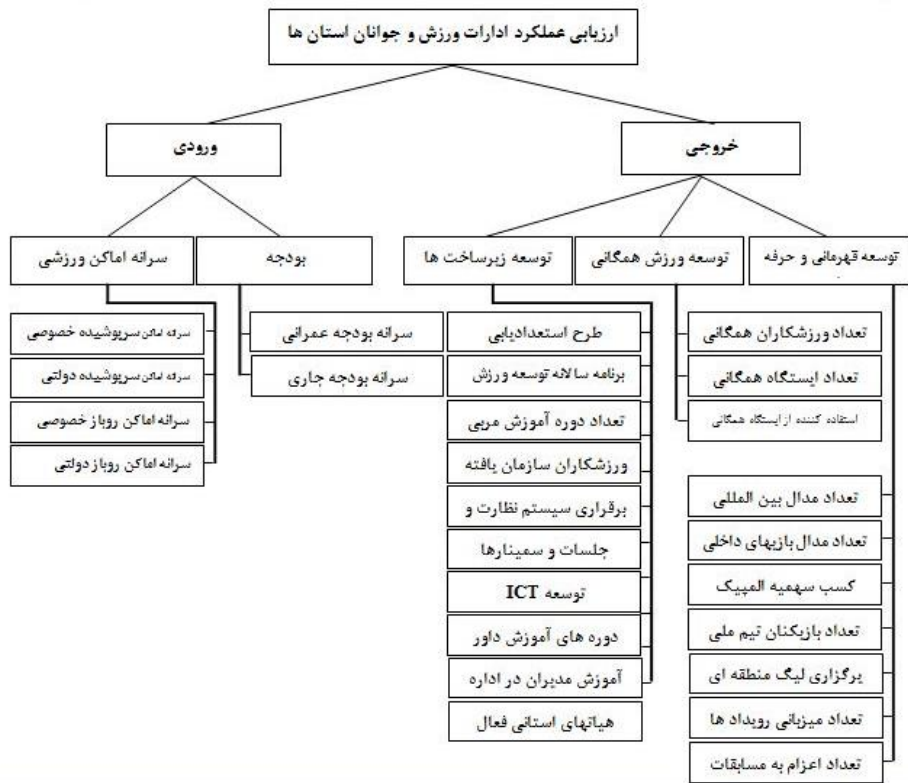 ارزیابی عملکرد ادارات ورزش و جوانان استان ها
خروجی
ورودی
توسعه قهرمانی و حرفه
توسعه ورزش همگانی
توسعه زیرساخت ها
بودجه
سرانه اماکن ورزشی
تعداد ورزشکاران همگانی
تعداد ایستگاه همگانی
استفاده کننده از ایستگاه همگانی
تعداد مدال بین المللی
تعداد مدال بازیهای داخلی
کسب سهمیه المپیک
تعداد بازیکنان تیم ملی
برگزاری لیگ منطقه ای
تعداد میزبانی رویداد ها
تعداد اعزام به مسابقات
طرح استعدادیابی
برنامه سالانه توسعه ورزش
تعداد دوره آموزش مربی
ورزشکاران سازمان یافته
برقراری سیستم نظارت و
جلسات و سمینارها
توسعه ICT
دوره های آموزش داور
آموزش مدیران در اداره
هیاتهای استانی فعال
سرانه بودجه عمرانی
سرانه بودجه جاری
سرانه اماکن سرپوشیده خصوصی
سرانه اماکن سرپوشیده دولتی
سرانه اماکن روباز خصوصی
سرانه اماکن روباز دولتی